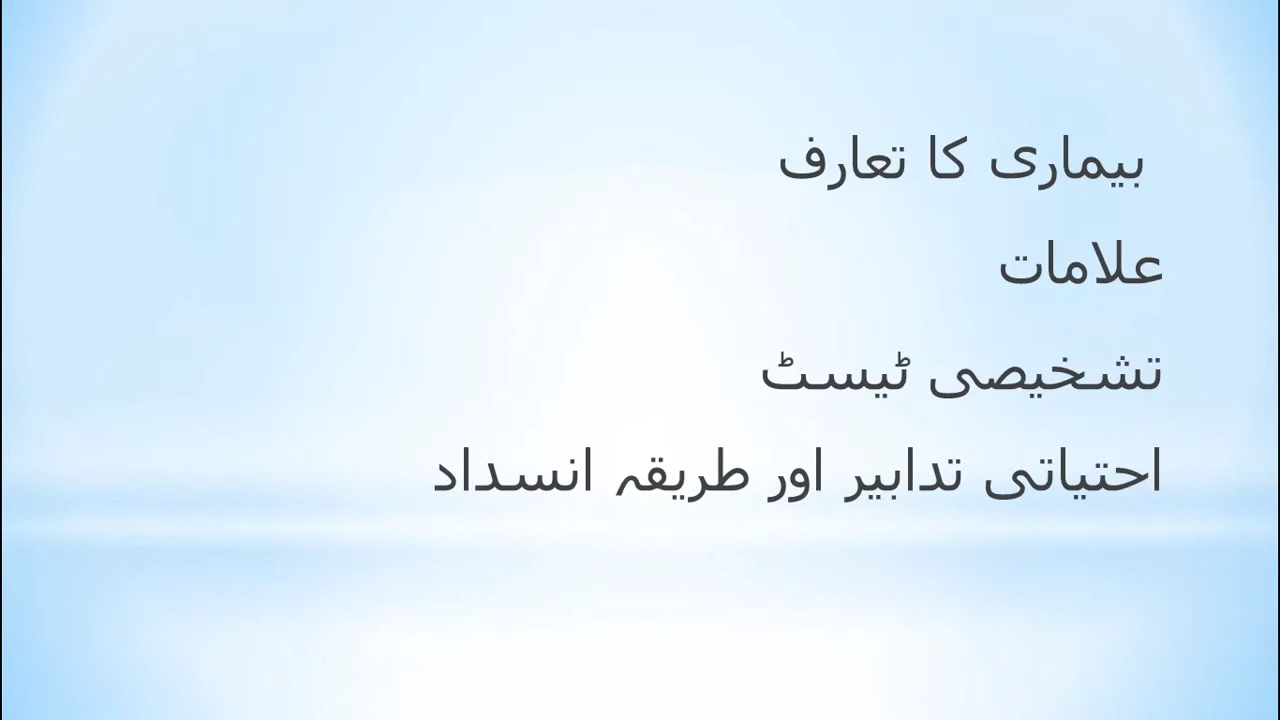 بیماری کا تعارف
علامات
تشخیصی ٹیسٹ
احتیاتی تدابیر اور طریقہ انسداد